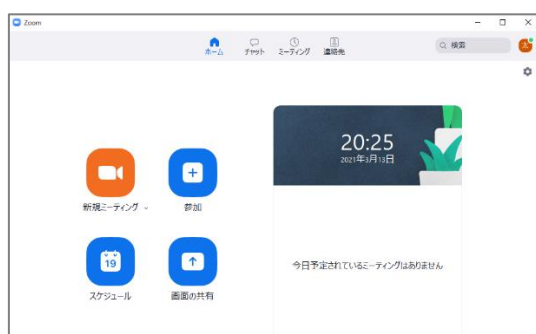 Zoom
ホーム
チャット
ミーティング
連絡先
検索
20:25
2021年3月13日
新規ミーティング
参加
19
スケジュール
画面の共有
今日予定されているミーティングはありません